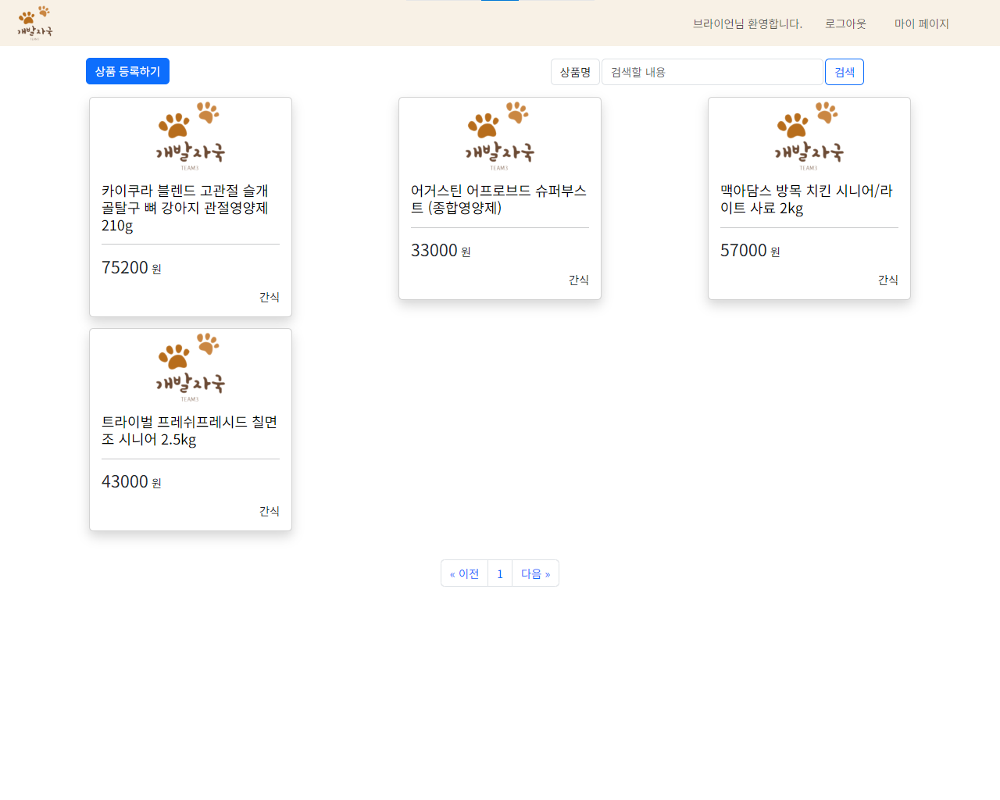 개발자국
TEAM3
브라이언님 환영합니다. 로그아웃 마이 페이지
상품 등록하기 상품명 검색할 내용 검색
개발자국
TEAM3
카이쿠라 블렌드 고관절 슬개
골탈구 뼈 강아지 관절영양제
210g
75200 원
간식
개발자국
TEAM3
어거스틴 어프로브드 슈퍼부스
트 (종합영양제)
33000 원
간식
개발자국
TEAM3
맥아담스 방목 치킨 시니어/라
이트 사료 2kg
57000 원
간식
개발자국
TEAM3
트라이벌 프레쉬프레시드 칠면
조 시니어 2.5kg
43000 원
간식
« 이전 1 다음 »